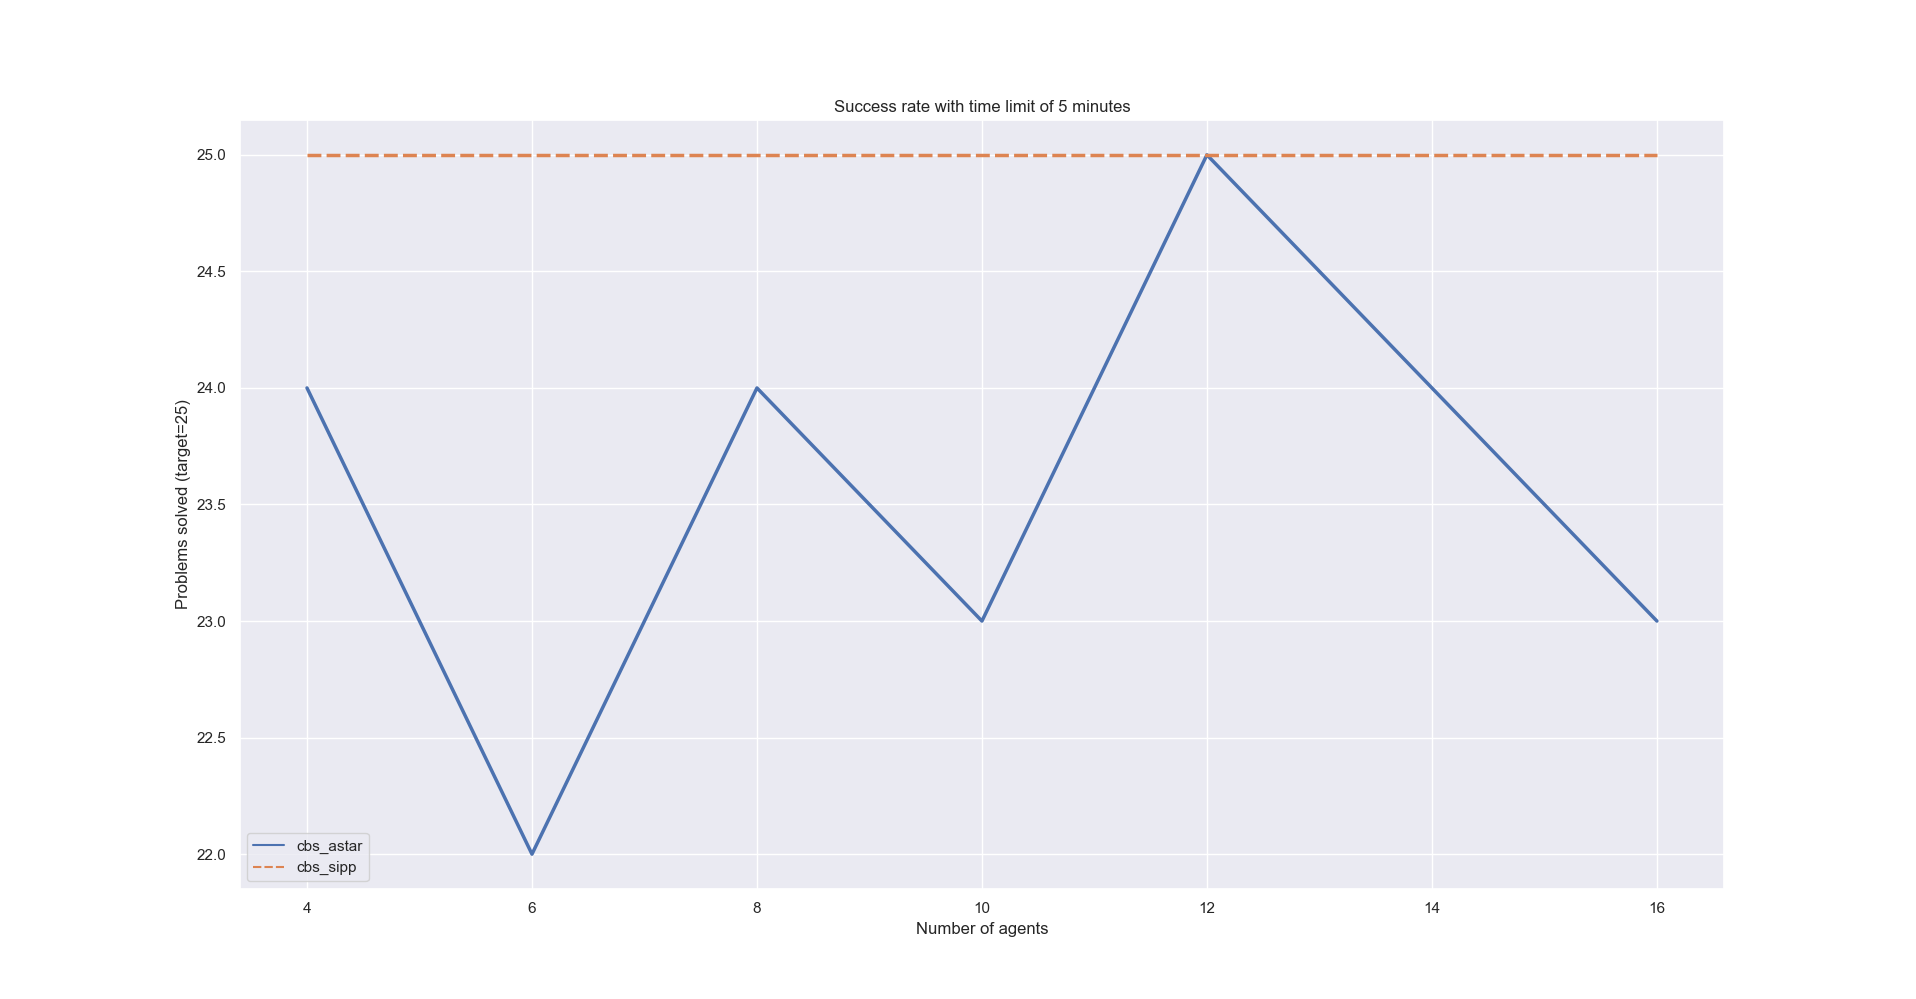 Success rate with time limit of 5 minutes
Problems solved (target=25)
25.0
24.5
24.0
23.5
23.0
22.5
22.0
cbs_astar
cbs_sipp
4 6 8 10 12 14 16
Number of agents